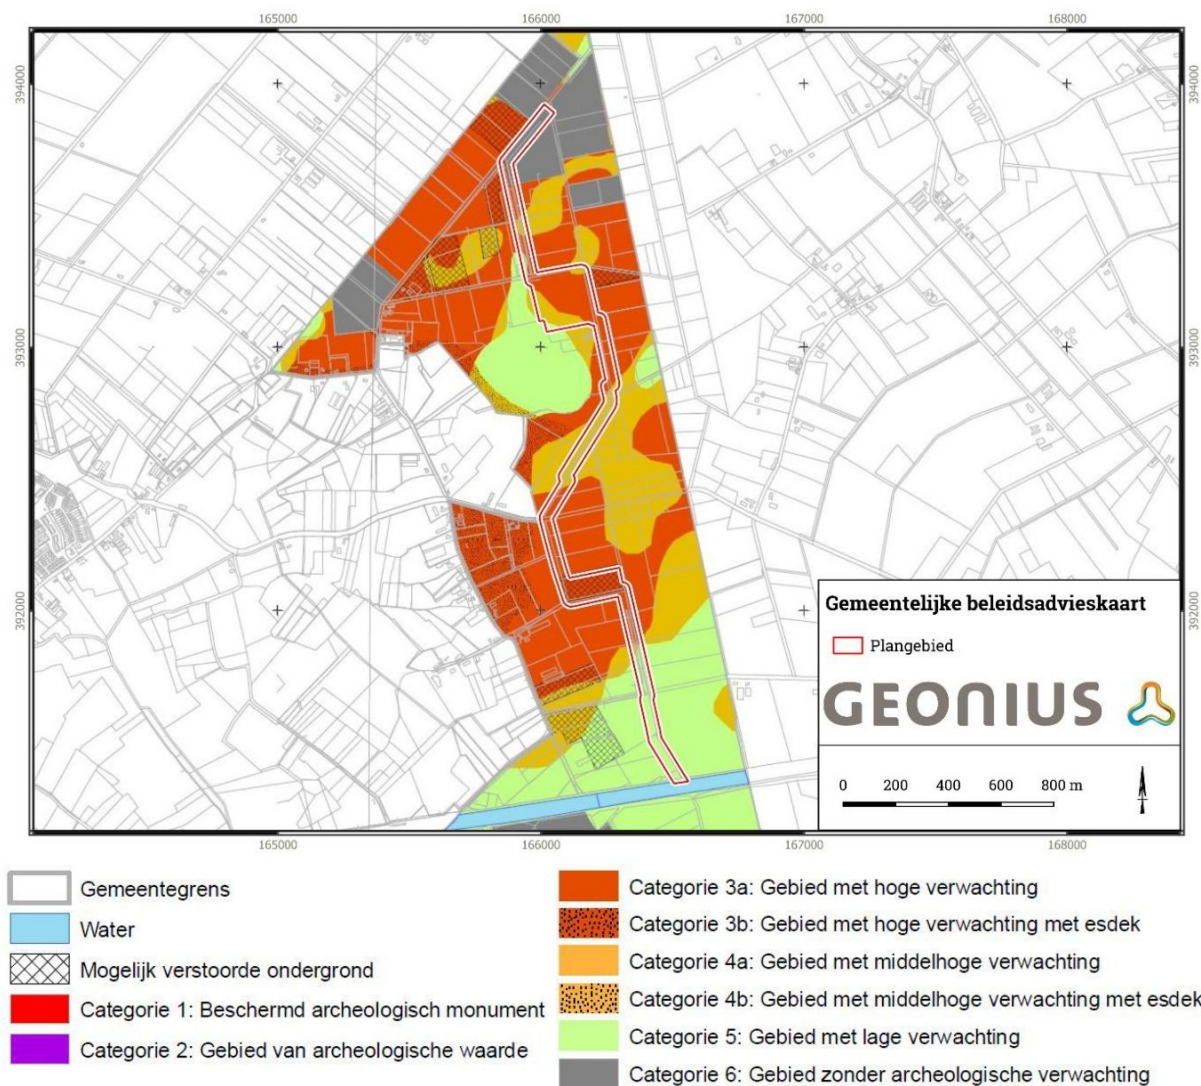 165000
166000
167000
168000
394000
394000
393000
393000
392000
392000
Gemeentelijke beleidsadvieskaart
Plangebied
GEONIUS
0 200 400 600 800 m
165000
166000
167000
168000
Gemeentegrens
Water
Mogelijk verstoorde ondergrond
Categorie 1: Beschermd archeologisch monument
Categorie 2: Gebied van archeologische waarde
Categorie 3a: Gebied met hoge verwachting
Categorie 3b: Gebied met hoge verwachting met esdek
Categorie 4a: Gebied met middelhoge verwachting
Categorie 4b: Gebied met middelhoge verwachting met esdek
Categorie 5: Gebied met lage verwachting
Categorie 6: Gebied zonder archeologische verwachting